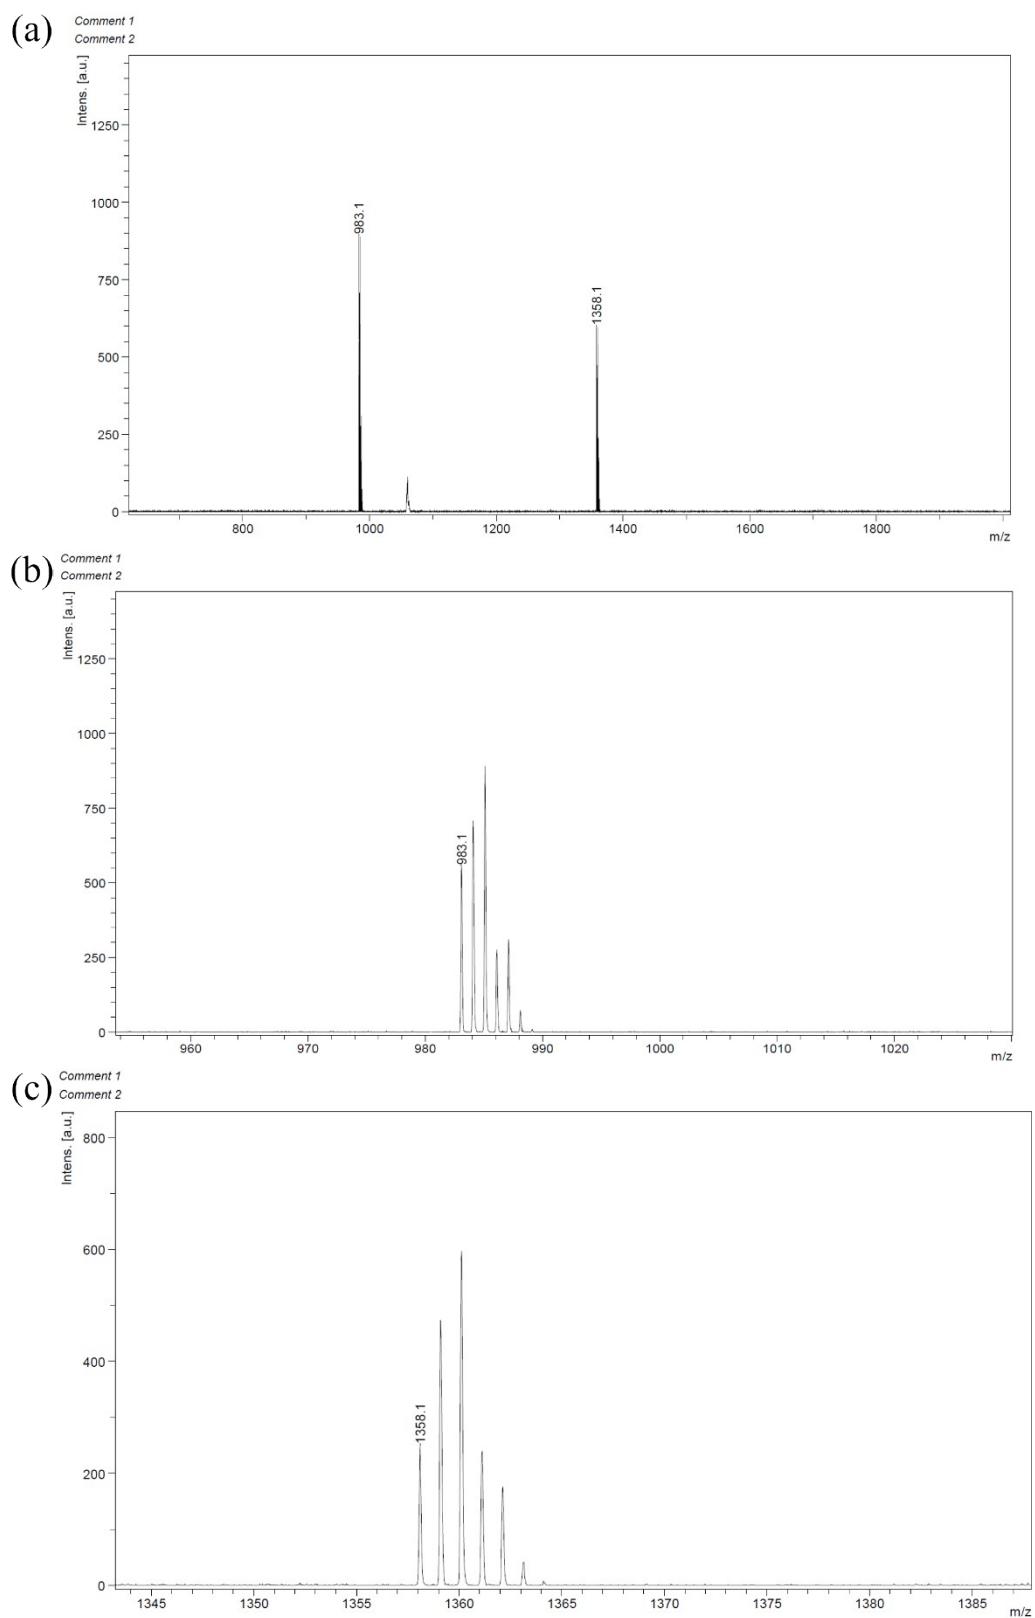 (a)
Comment 1
Comment 2
Intens. [a.u.]
1250
1000
750
500
250
0
983.1
1358.1
800 1000 1200 1400 1600 1800
m/z
(b)
Comment 1
Comment 2
Intens. [a.u.]
1250
1000
750
500
250
0
983.1
960 970 980 990 1000 1010 1020
m/z
(c)
Comment 1
Comment 2
Intens. [a.u.]
800
600
400
200
0
1358.1
1345 1350 1355 1360 1365 1370 1375 1380 1385
m/z